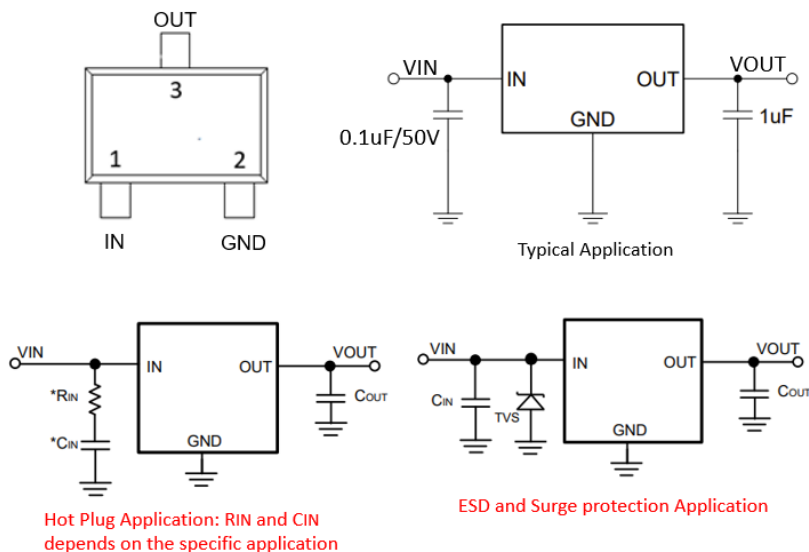 OUT
3
1 2
IN GND
VIN IN OUT VOUT
GND
0.1uF/50V 1uF
Typical Application
VIN IN OUT VOUT
*RIN
*CIN
GND
COUT
Hot Plug Application: RIN and CIN
depends on the specific application
VIN IN OUT VOUT
CIN TVS
GND
COUT
ESD and Surge protection Application